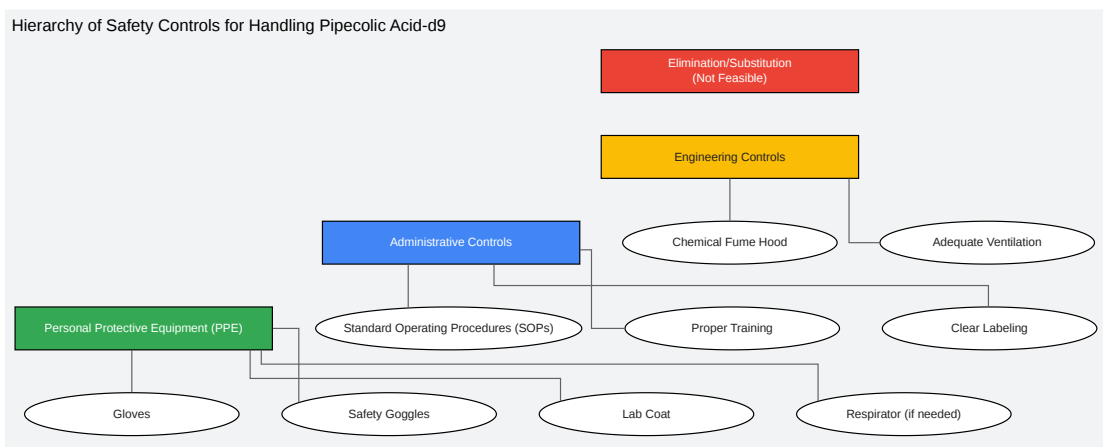 Hierarchy of Safety Controls for Handling Pipecolic Acid-d9
Elimination/Substitution
(Not Feasible)
Engineering Controls
Administrative Controls
Chemical Fume Hood
Adequate Ventilation
Personal Protective Equipment (PPE)
Standard Operating Procedures (SOPs)
Proper Training
Clear Labeling
Gloves
Safety Goggles
Lab Coat
Respirator (if needed)